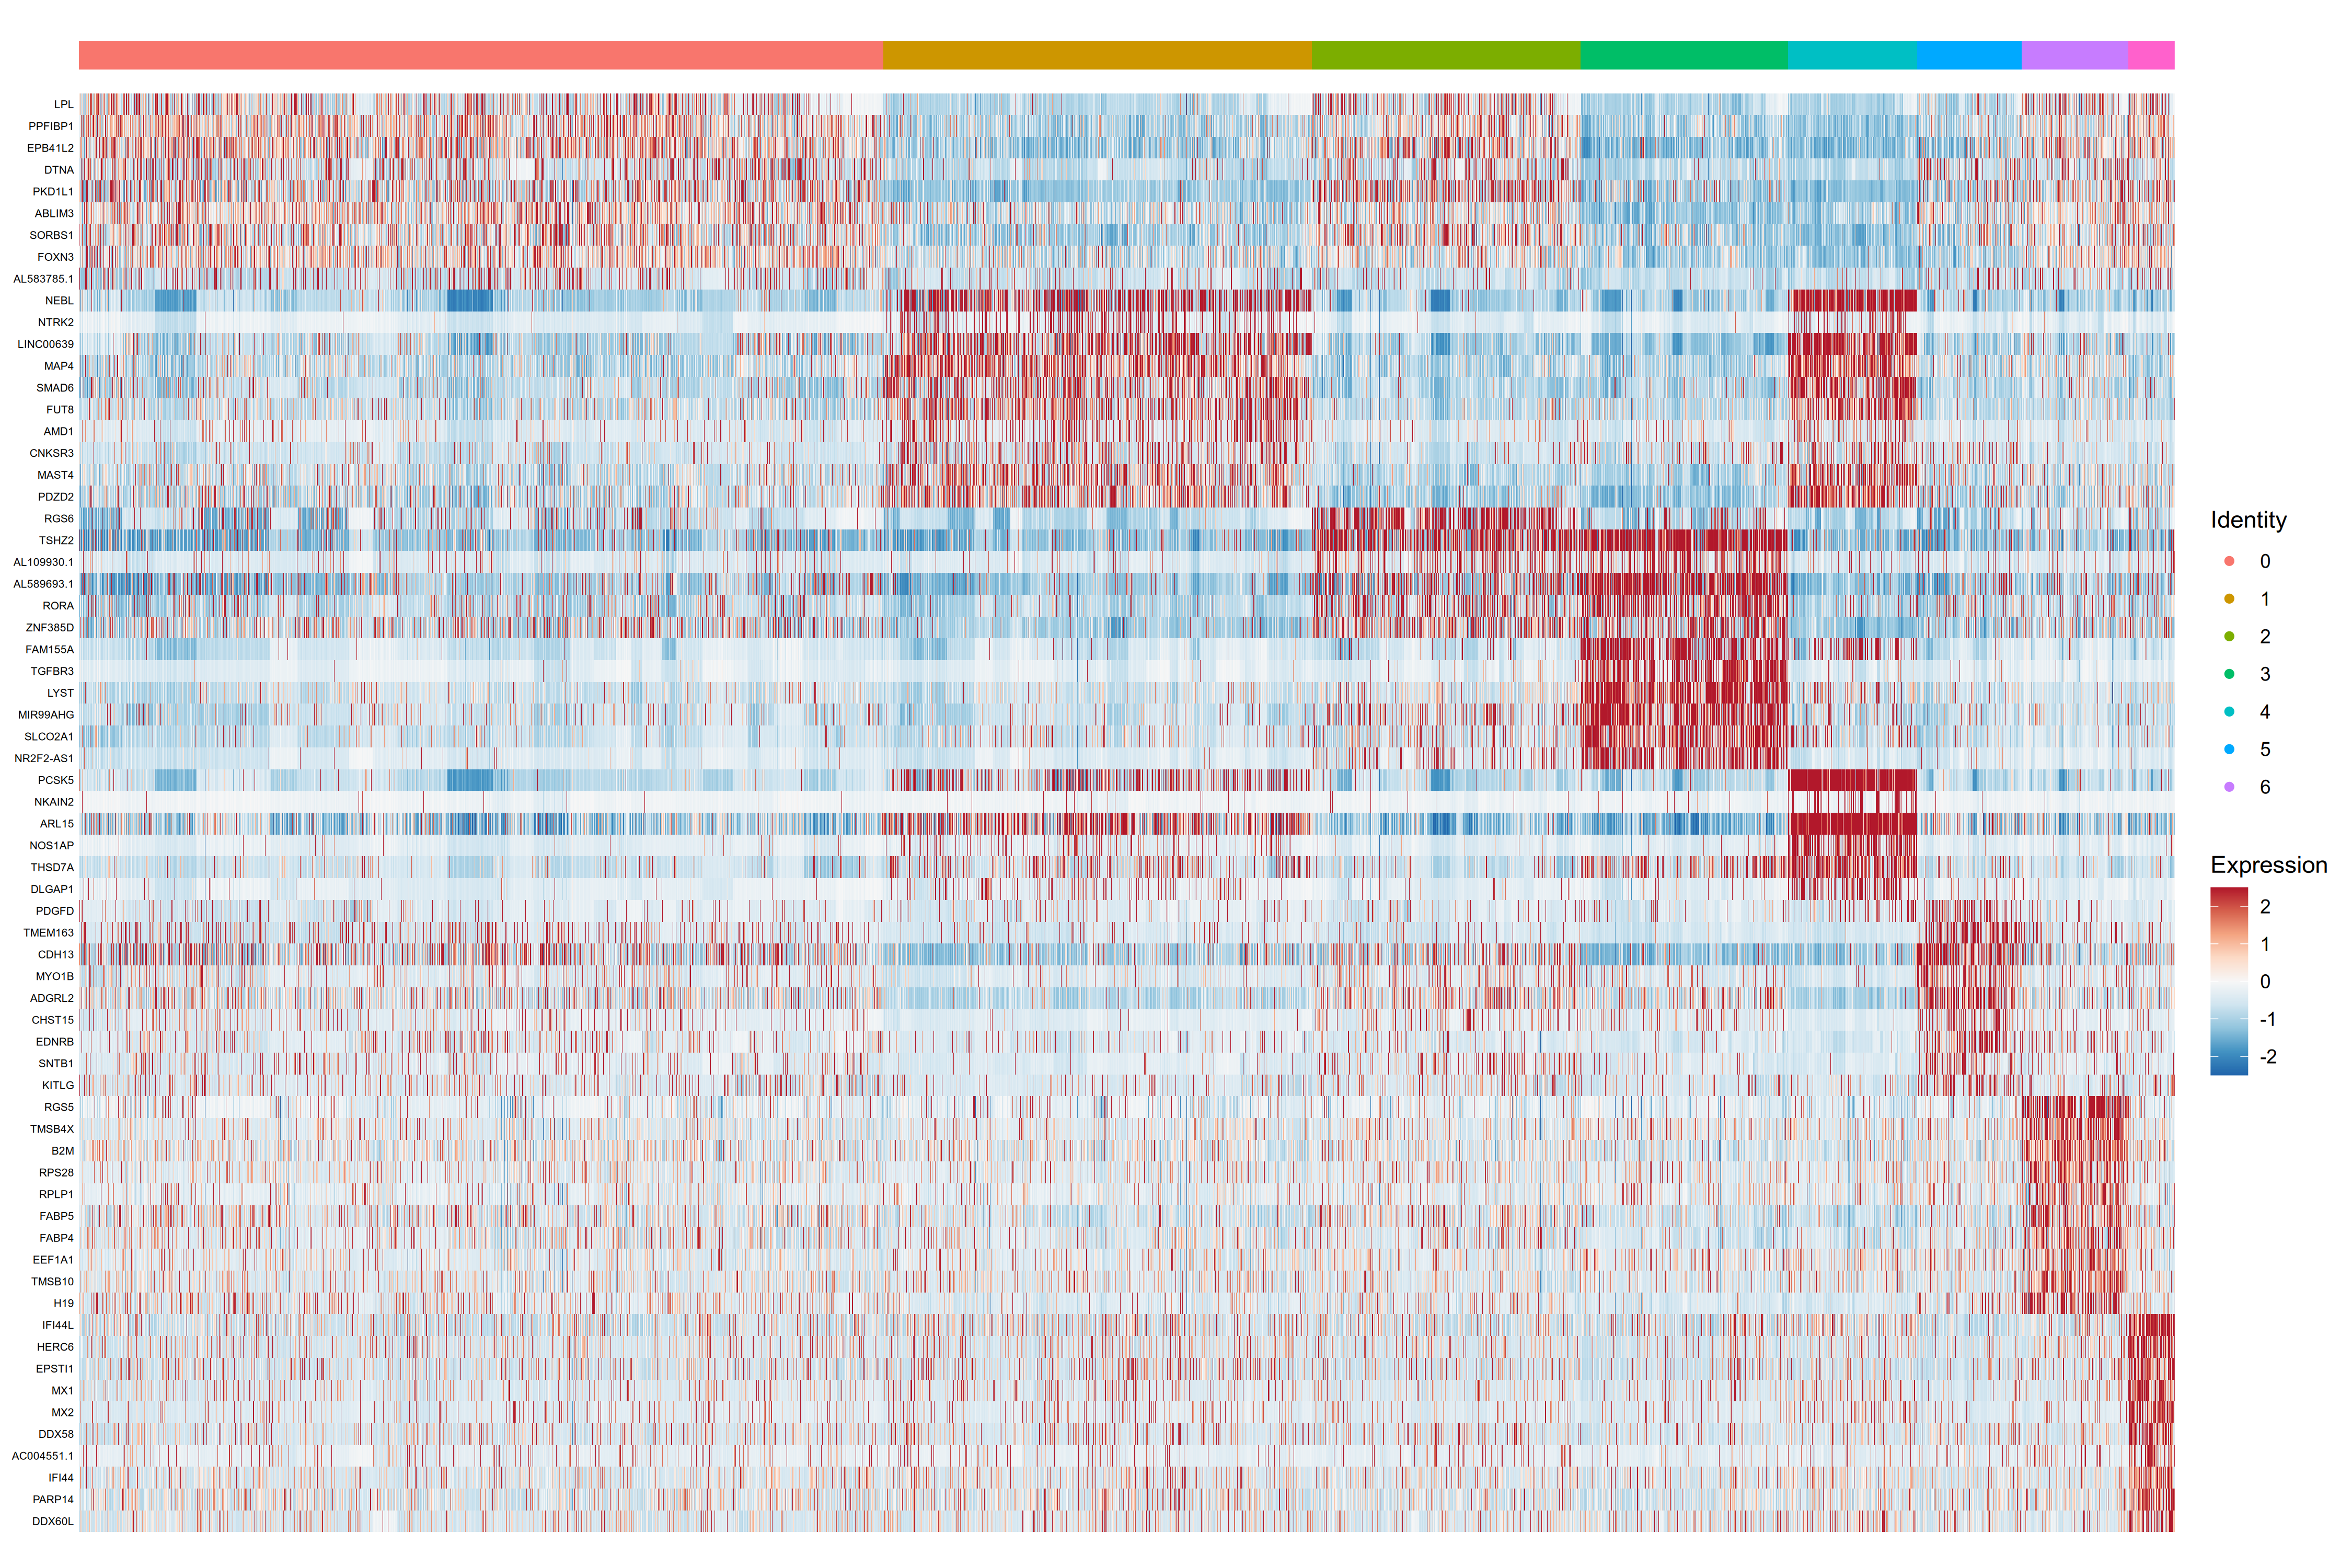 LPL
PPFIBP1
EPB41L2
DTNA
PKD1L1
ABLIM3
SORBS1
FOXN3
AL583785.1
NEBL
NTRK2
LINC00639
MAP4
SMAD6
FUT8
AMD1
CNKSR3
MAST4
PDZD2
RGS6
TSHZ2
AL109930.1
AL589693.1
RORA
ZNF385D
FAM155A
TGFBR3
LYST
MIR99AHG
SLCO2A1
NR2F2-AS1
PCSK5
NKAIN2
ARL15
NOS1AP
THSD7A
DLGAP1
PDGFD
TMEM163
CDH13
MYO1B
ADGRL2
CHST15
EDNRB
SNTB1
KITLG
RGS5
TMSB4X
B2M
RPS28
RPLP1
FABP5
FABP4
EEF1A1
TMSB10
H19
IFI44L
HERC6
EPSTI1
MX1
MX2
DDX58
AC004551.1
IFI44
PARP14
DDX60L
Identity
0
1
2
3
4
5
6
Expression
2
1
0
-1
-2